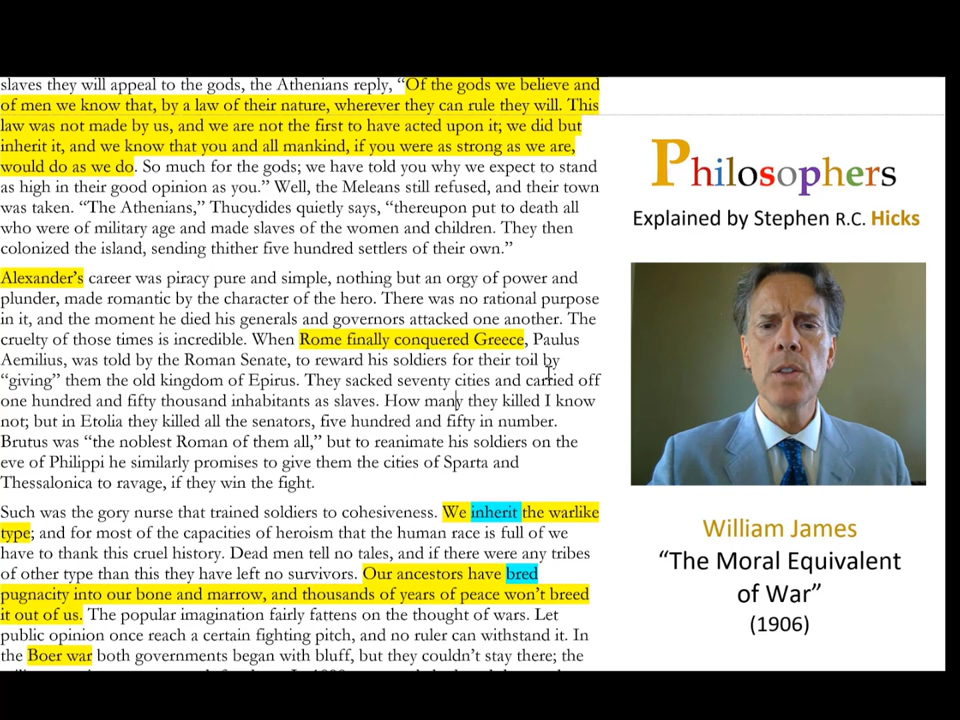 slaves they will appeal to the gods, the Athenians reply, “Of the gods we believe and
of men we know that, by a law of their nature, wherever they can rule they will. This
law was not made by us, and we are not the first to have acted upon it; we did but
inherit it, and we know that you and all mankind, if you were as strong as we are,
would do as we do. So much for the gods; we have told you why we expect to stand
as high in their good opinion as you.” Well, the Meleans still refused, and their town
was taken. “The Athenians,” Thucydides quietly says, “thereupon put to death all
who were of military age and made slaves of the women and children. They then
colonized the island, sending thither five hundred settlers of their own.”
Alexander’s career was piracy pure and simple, nothing but an orgy of power and
plunder, made romantic by the character of the hero. There was no rational purpose
in it, and the moment he died his generals and governors attacked one another. The
cruelty of those times is incredible. When Rome finally conquered Greece, Paulus
Aemilius, was told by the Roman Senate, to reward his soldiers for their toil by
“giving” them the old kingdom of Epirus. They sacked seventy cities and carried off
one hundred and fifty thousand inhabitants as slaves. How many they killed I know
not; but in Etolia they killed all the senators, five hundred and fifty in number.
Brutus was “the noblest Roman of them all,” but to reanimate his soldiers on the
eve of Philippi he similarly promises to give them the cities of Sparta and
Thessalonica to ravage, if they win the fight.
Such was the gory nurse that trained soldiers to cohesiveness. We inherit the warlike
type; and for most of the capacities of heroism that the human race is full of we
have to thank this cruel history. Dead men tell no tales, and if there were any tribes
of other type than this they have left no survivors. Our ancestors have bred
pugnacity into our bone and marrow, and thousands of years of peace won’t breed
it out of us. The popular imagination fairly fattens on the thought of wars. Let
public opinion once reach a certain fighting pitch, and no ruler can withstand it. In
the Boer war both governments began with bluff, but they couldn’t stay there; the
Philosophers
Explained by Stephen R.C. Hicks
William James
“The Moral Equivalent
of War”
(1906)